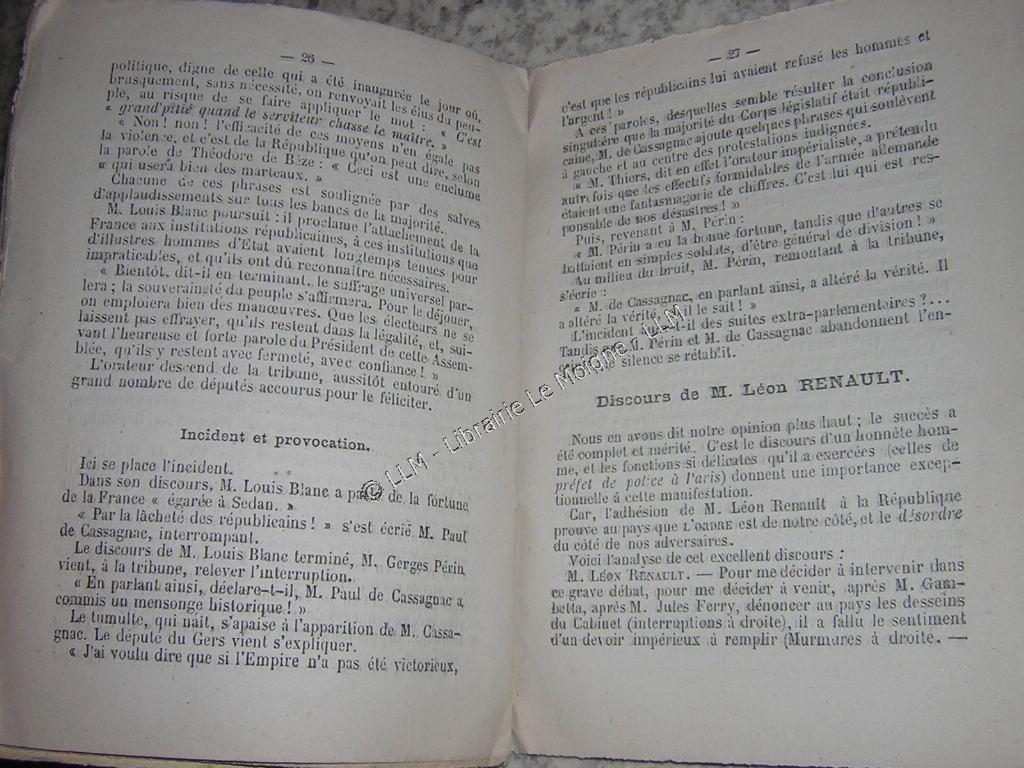 — 26 —
politique, digne de celle qui a été inaugurée le jour où,
brusquement, sans nécessité, on renvoyait les élus du peu-
ple, au risque de se faire appliquer le mot : « C'est
« grand'pitié quand le serviteur chasse le maître. »
« Non ! non ! l'efficacité de ces moyens n'en égale pas
la violence, et c'est de la République qu'on peut dire, selon
la parole de Théodore de Bèze : « Ceci est une enclume
« qui usera bien des marteaux. »
Chacune de ces phrases est soulignée par des salves
d'applaudissements sur tous les bancs de la majorité.
M. Louis Blanc poursuit : il proclame l'attachement de la
France aux institutions républicaines, à ces institutions que
d'illustres hommes d'Etat avaient longtemps tenues pour
impraticables, et qu'ils ont dû reconnaître nécessaires.
« Bientôt, dit-il en terminant, le suffrage universel par-
lera ; la souveraineté du peuple s'affirmera. Pour le déjouer,
on emploiera bien des manœuvres. Que les électeurs ne se
laissent pas effrayer, qu'ils restent dans la légalité, et, sui-
vant l'heureuse et forte parole du Président de cette Assem-
blée, qu'ils y restent avec fermeté, avec confiance ! »
L'orateur descend de la tribune, aussitôt entouré d'un
grand nombre de députés accourus pour le féliciter.
Incident et provocation.
Ici se place l'incident.
Dans son discours, M. Louis Blanc a parlé de la fortune
de la France « égarée à Sedan. »
« Par la lâcheté des républicains ! » s'est écrié M. Paul
de Cassagnac, interrompant.
Le discours de M. Louis Blanc terminé, M. Gerges Périn
vient, à la tribune, relever l'interruption.
« En parlant ainsi, déclare-t-il, M. Paul de Cassagnac a
commis un mensonge historique ! »
Le tumulte, qui naît, s'apaise à l'apparition de M. Cassa-
gnac. Le député du Gers vient s'expliquer.
« J'ai voulu dire que si l'Empire n'a pas été victorieux,
— 27 —
c'est que les républicains lui avaient refusé les hommes et
l'argent ! »
A ces paroles, desquelles semble résulter la conclusion
singulière que la majorité du Corps législatif était républi-
caine, M. de Cassagnac ajoute quelques phrases qui soulèvent
à gauche et au centre des protestations indignées.
« M. Thiers, dit en effet l'orateur impérialiste, a prétendu
autrefois que les effectifs formidables de l'armée allemande
étaient une fantasmagorie de chiffres. C'est lui qui est res-
ponsable de nos désastres ! »
Puis, revenant à M. Périn :
« M. Périn a eu la bonne fortune, tandis que d'autres se
battaient en simples soldats, d'être général de division ! »
Au milieu du bruit, M. Périn, remontant à la tribune,
s'écrie :
« M. de Cassagnac, en parlant ainsi, a altéré la vérité. Il
a altéré la vérité, il le sait ! »
L'incident aura-t-il des suites extra-parlementaires ?...
Tandis que M. Périn et M. de Cassagnac abandonnent l'en-
le silence se rétablit.
Discours de M. Léon RENAULT.
Nous en avons dit notre opinion plus haut ; le succès a
été complet et mérité. C'est le discours d'un honnête hom-
me, et les fonctions si délicates qu'il a exercées (celles de
préfet de police à Paris) donnent une importance excep-
tionnelle à cette manifestation.
Car, l'adhésion de M. Léon Renault à la République
prouve au pays que L'ORDRE est de notre côté, et le désordre
du côté de nos adversaires.
Voici l'analyse de cet excellent discours :
M. LÉON RENAULT. — Pour me décider à intervenir dans
ce grave débat, pour me décider à venir, après M. Gam-
betta, après M. Jules Ferry, dénoncer au pays les desseins
du Cabinet (interruptions à droite), il a fallu le sentiment
d'un devoir impérieux à remplir (Murmures à droite. —
© LLM - Librairie Le Moione // LLM